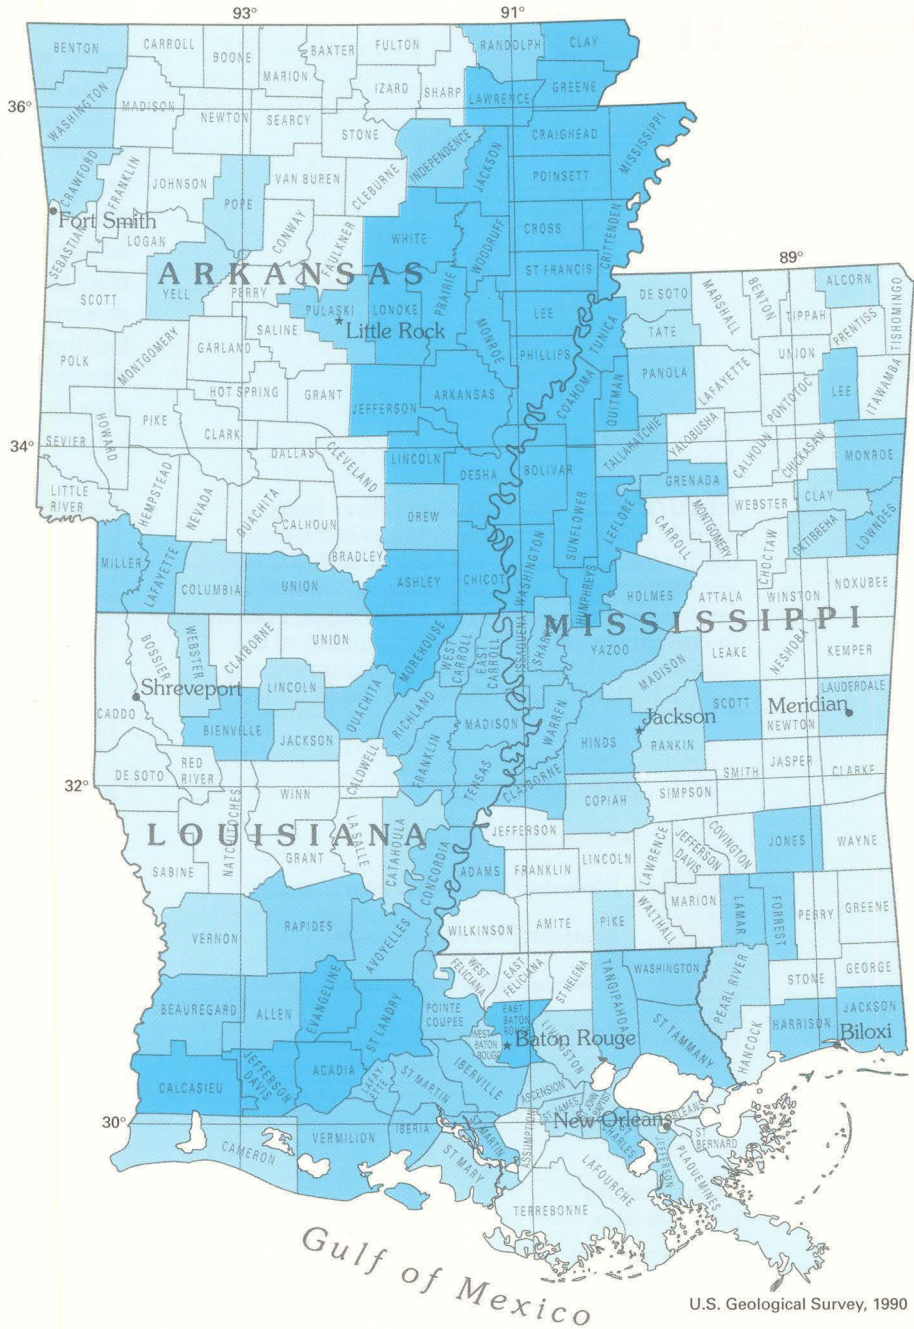 93°
91°
BENTON
CARROLL
BOONE
MARION
BAXTER
FULTON
IZARD
SHARP
RANDOLPH
CLAY
LAWRENCE
GREENE
36°
WASHINGTON
MADISON
NEWTON
SEARCY
STONE
INDEPENDENCE
JACKSON
CRAIGHEAD
MISSISSIPPI
POINSETT
CRAWFORD
FRANKLIN
JOHNSON
POPE
VAN BUREN
CLEBURNE
Fort Smith
SEBASTIAN
LOGAN
CONWAY
FAULKNER
WHITE
WOODRUFF
CROSS
CRITTENDEN
ARKANSAS
SCOTT
YELL
PERRY
PULASKI
LONOKE
PRAIRIE
ST FRANCIS
89°
SALINE
Little Rock
MONROE
LEE
POLK
MONTGOMERY
GARLAND
PHILLIPS
HOT SPRING
GRANT
JEFFERSON
ARKANSAS
34°
SEVIER
HOWARD
PIKE
CLARK
DALLAS
CLEVELAND
LINCOLN
DESHA
LITTLE
RIVER
HEMPSTEAD
NEVADA
OUACHITA
CALHOUN
BRADLEY
DREW
MILLER
LAFAYETTE
COLUMBIA
UNION
ASHLEY
CHICOT
DE SOTO
MARSHALL
BENTON
TIPPAH
ALCORN
TISHOMINGO
PRENTISS
TUNICA
TATE
UNION
PANOLA
LAFAYETTE
PONTOTOC
LEE
ITAWAMBA
COAHOMA
QUITMAN
TALLAHATCHIE
YALOBUSHA
CALHOUN
CHICKASAW
MONROE
BOLIVAR
GRENADA
CLAY
WEBSTER
SUNFLOWER
LEFLORE
CARROLL
MONTGOMERY
CHOCTAW
OKTIBBEHA
LOWNDES
WASHINGTON
HUMPHREYS
HOLMES
ATTALA
WINSTON
NOXUBEE
MISSISSIPPI
ISSAQUENA
YAZOO
MADISON
LEAKE
NESHOBA
KEMPER
WARREN
HINDS
Jackson
RANKIN
SCOTT
NEWTON
LAUDERDALE
Meridian
CLAIBORNE
COPIAH
SIMPSON
SMITH
JASPER
CLARKE
JEFFERSON
ADAMS
FRANKLIN
LINCOLN
LAWRENCE
JEFFERSON
DAVIS
COVINGTON
JONES
WAYNE
WILKINSON
AMITE
PIKE
WALTHALL
MARION
LAMAR
FORREST
PERRY
GREENE
PEARL RIVER
STONE
GEORGE
HANCOCK
HARRISON
JACKSON
Biloxi
BOSSIER
WEBSTER
CLAIBORNE
UNION
MOREHOUSE
WEST
CARROLL
EAST
CARROLL
Shreveport
CADDO
BIENVILLE
LINCOLN
JACKSON
OUACHITA
RICHLAND
MADISON
32°
DE SOTO
RED
RIVER
WINN
CALDWELL
FRANKLIN
TENSAS
LOUISIANA
SABINE
NATCHITOCHES
GRANT
LA SALLE
CATAHOULA
CONCORDIA
VERNON
RAPIDES
AVOYELLES
BEAUREGARD
ALLEN
EVANGELINE
ST LANDRY
POINTE
COUPEE
WEST
FELICIANA
EAST
FELICIANA
ST HELENA
TANGIPAHOA
WASHINGTON
ST TAMMANY
WEST
BATON
ROUGE
EAST
BATON
ROUGE
Baton Rouge
LIVINGSTON
CALCASIEU
JEFFERSON
DAVIS
ACADIA
ST MARTIN
IBERVILLE
ASCENSION
ST JAMES
30°
CAMERON
VERMILION
IBERIA
ST MARTIN
ST MARY
ASSUMPTION
New Orleans
ORLEANS
ST
BERNARD
JEFFERSON
PLAQUEMINES
LAFOURCHE
TERREBONNE
Gulf of Mexico
U.S. Geological Survey, 1990